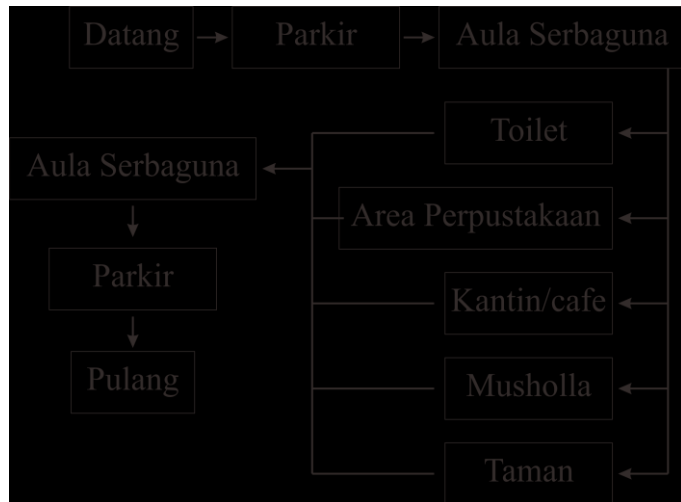 Datang
Parkir
Aula Serbaguna
Toilet
Area Perpustakaan
Kantin/cafe
Musholla
Taman
Aula Serbaguna
Parkir
Pulang